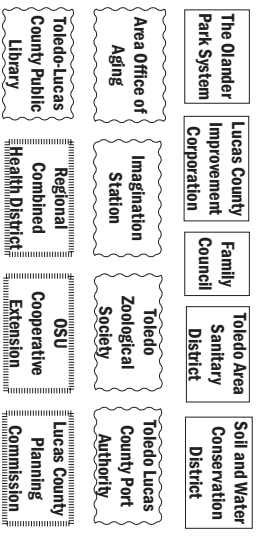 The Olander
Park System
Lucas County
Improvement
Corporation
Family
Council
Toledo Area
Sanitary
District
Soil and Water
Conservation
District
Area Office of
Aging
Imagination
Station
Toledo
Zoological
Society
Toledo Lucas
County Port
Authority
Toledo-Lucas
County Public
Library
Regional
Combined
Health District
OSU
Cooperative
Extension
Lucas County
Planning
Commission